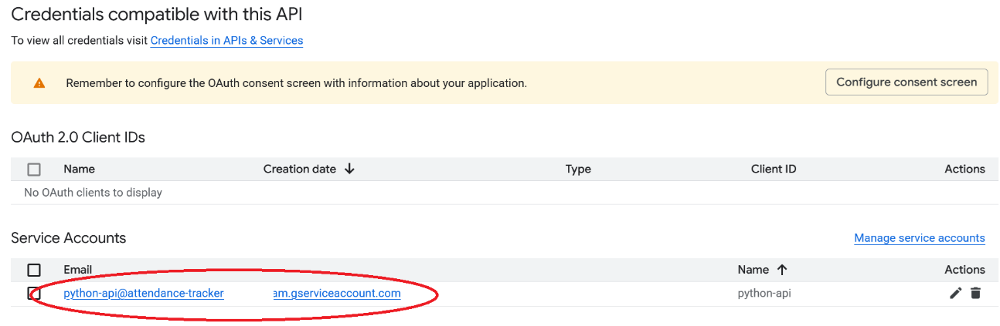 Credentials compatible with this API
To view all credentials visit Credentials in APIs & Services
Remember to configure the OAuth consent screen with information about your application.
Configure consent screen
OAuth 2.0 Client IDs
Name Creation date Type Client ID Actions
No OAuth clients to display
Service Accounts
Manage service accounts
Email Name Actions
python-api@attendance-tracker am.gserviceaccount.com python-api